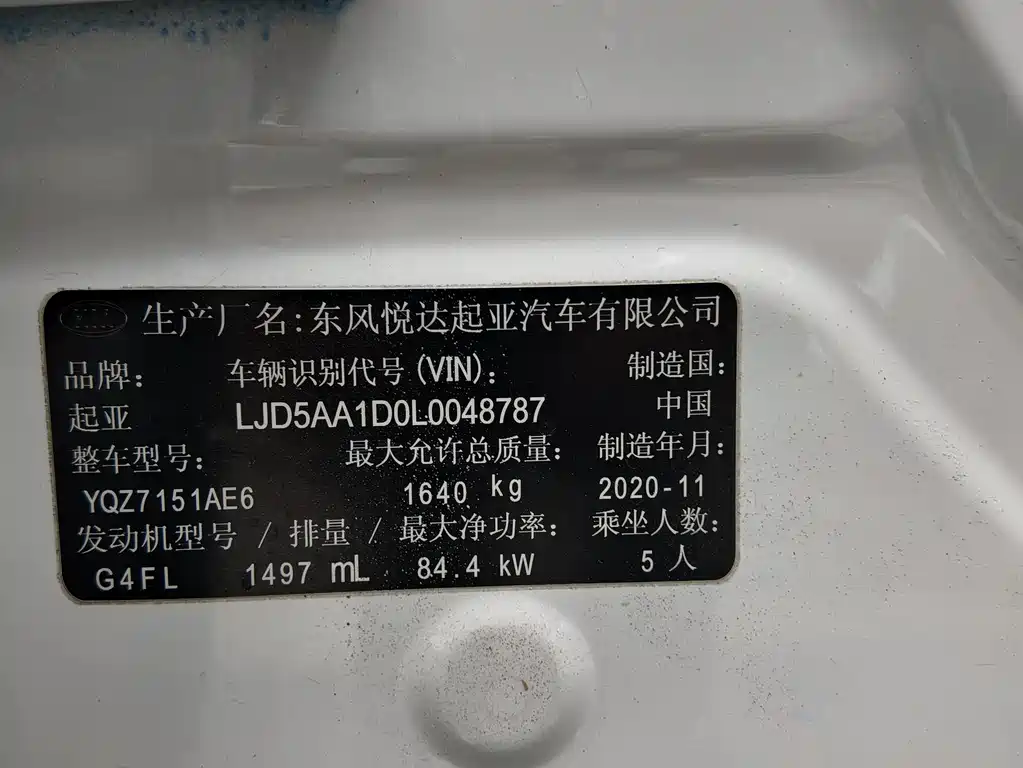 生产厂名:东风悦达起亚汽车有限公司
品牌: 车辆识别代号(VIN): 制造国:
起亚 LJD5AA1D0L0048787 中国
整车型号: 最大允许总质量: 制造年月:
YQZ7151AE6 1640 kg 2020-11
发动机型号 / 排量 / 最大净功率: 乘坐人数:
G4FL 1497 mL 84.4 kW 5 人